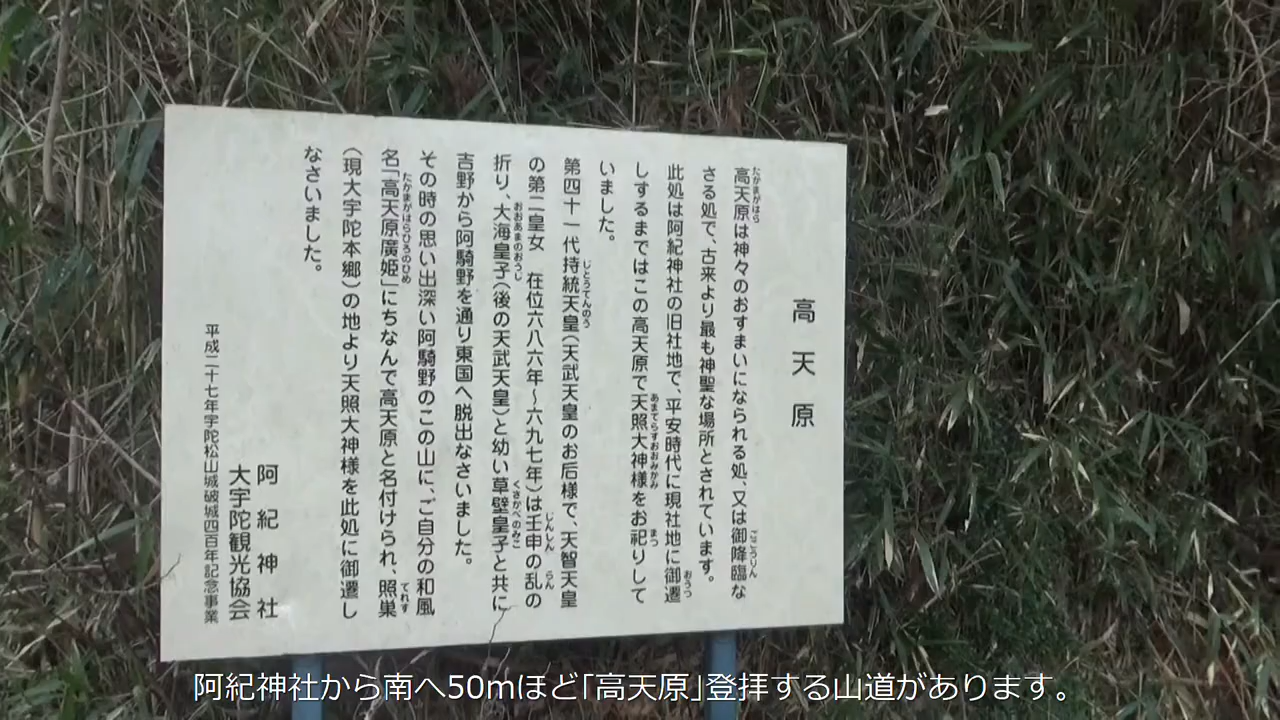 高天原
高天原は神々のおすまいになられる処、又は御降臨な
さる処で、古来より最も神聖な場所とされています。
此処は阿紀神社の旧社地で、平安時代に現社地に御遷
しするまではこの高天原で天照大神様をお祀りして
いました。
第四十一代持統天皇(天武天皇のお后様で、天智天皇
の第二皇女 在位六八六年~六九七年)は壬申の乱の
折り、大海皇子(後の天武天皇)と幼い草壁皇子と共に
吉野から阿騎野を通り東国へ脱出なさいました。
その時の思い出深い阿騎野のこの山に、ご自分の和風
名「高天原廣姫」にちなんで高天原と名付けられ、照巣
(現大宇陀本郷)の地より天照大神様を此処に御遷し
なさいました。
阿紀神社
大宇陀観光協会
平成二十七年宇陀松山城破城四百年記念事業
阿紀神社から南へ50mほど「高天原」登拝する山道があります。